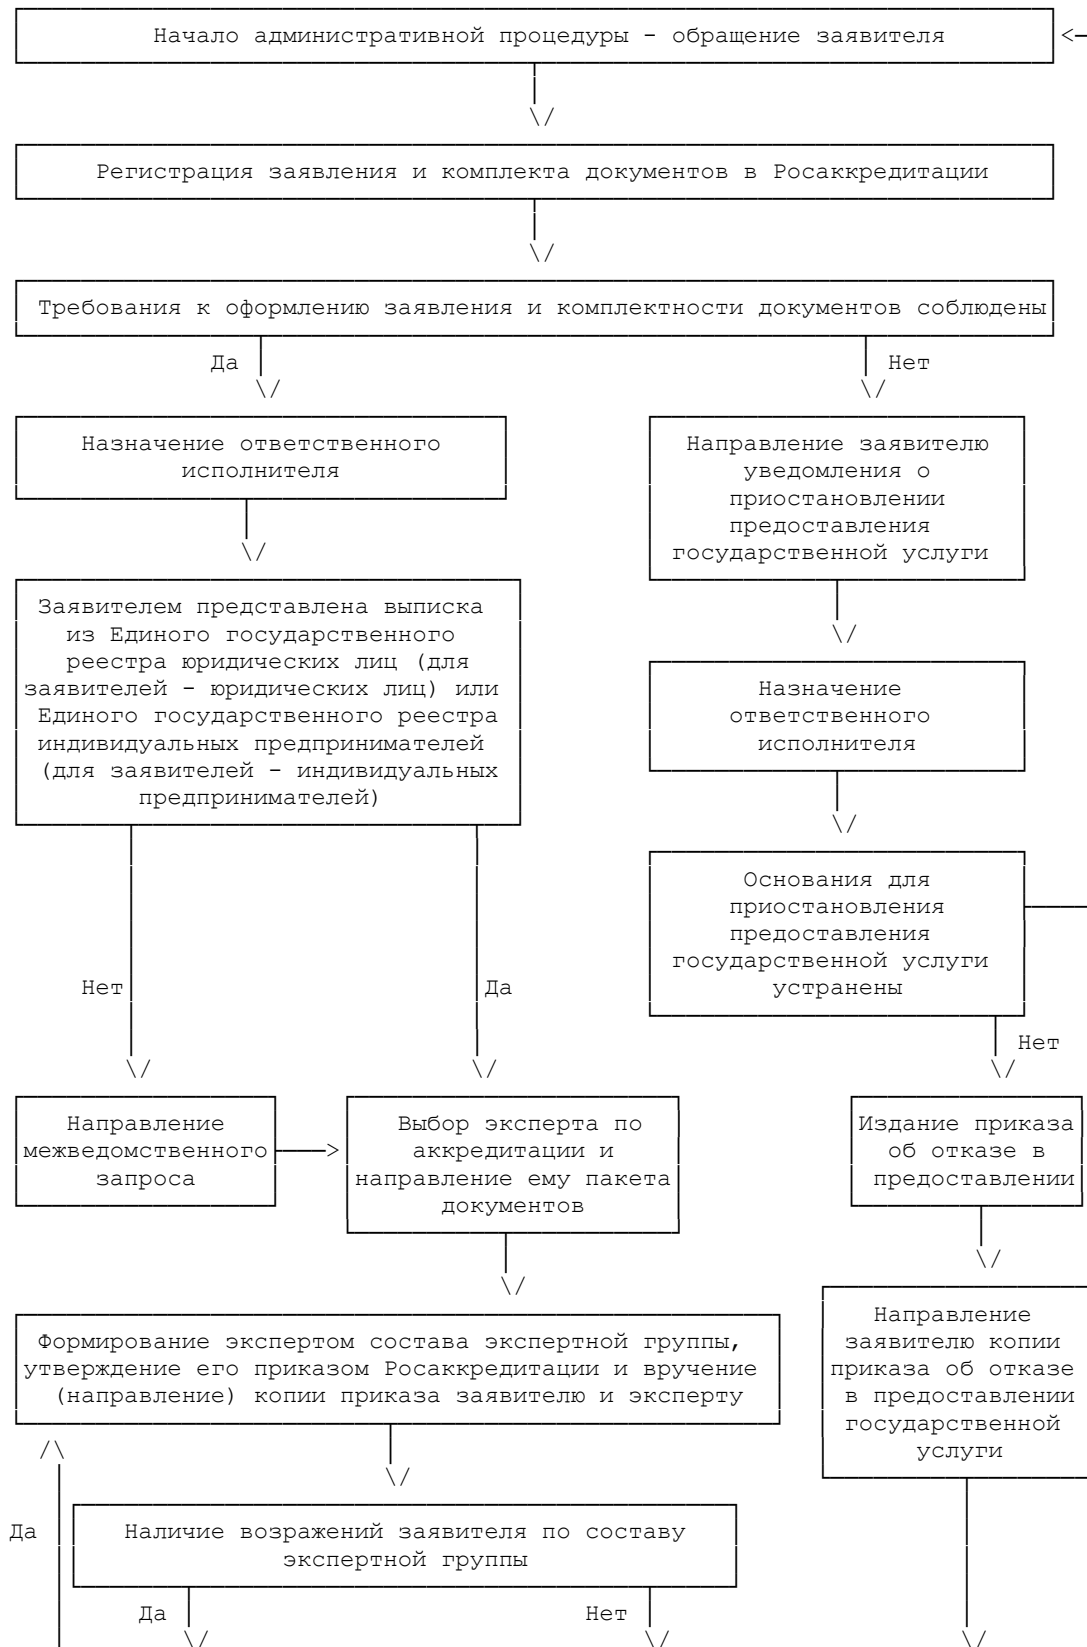 Начало административной процедуры - обращение заявителя
Регистрация заявления и комплекта документов в Росаккредитации
Требования к оформлению заявления и комплектности документов соблюдены
Да
Нет
Назначение ответственного
исполнителя
Направление заявителю
уведомления о
приостановлении
предоставления
государственной услуги
Заявителем представлена выписка
из Единого государственного
реестра юридических лиц (для
заявителей - юридических лиц) или
Единого государственного реестра
индивидуальных предпринимателей
(для заявителей - индивидуальных
предпринимателей)
Назначение
ответственного
исполнителя
Основания для
приостановления
предоставления
государственной услуги
устранены
Нет
Да
Нет
Направление
межведомственного
запроса
Выбор эксперта по
аккредитации и
направление ему пакета
документов
Издание приказа
об отказе в
предоставлении
Формирование экспертом состава экспертной группы,
утверждение его приказом Росаккредитации и вручение
(направление) копии приказа заявителю и эксперту
Направление
заявителю копии
приказа об отказе
в предоставлении
государственной
услуги
Да
Наличие возражений заявителя по составу
экспертной группы
Да
Нет